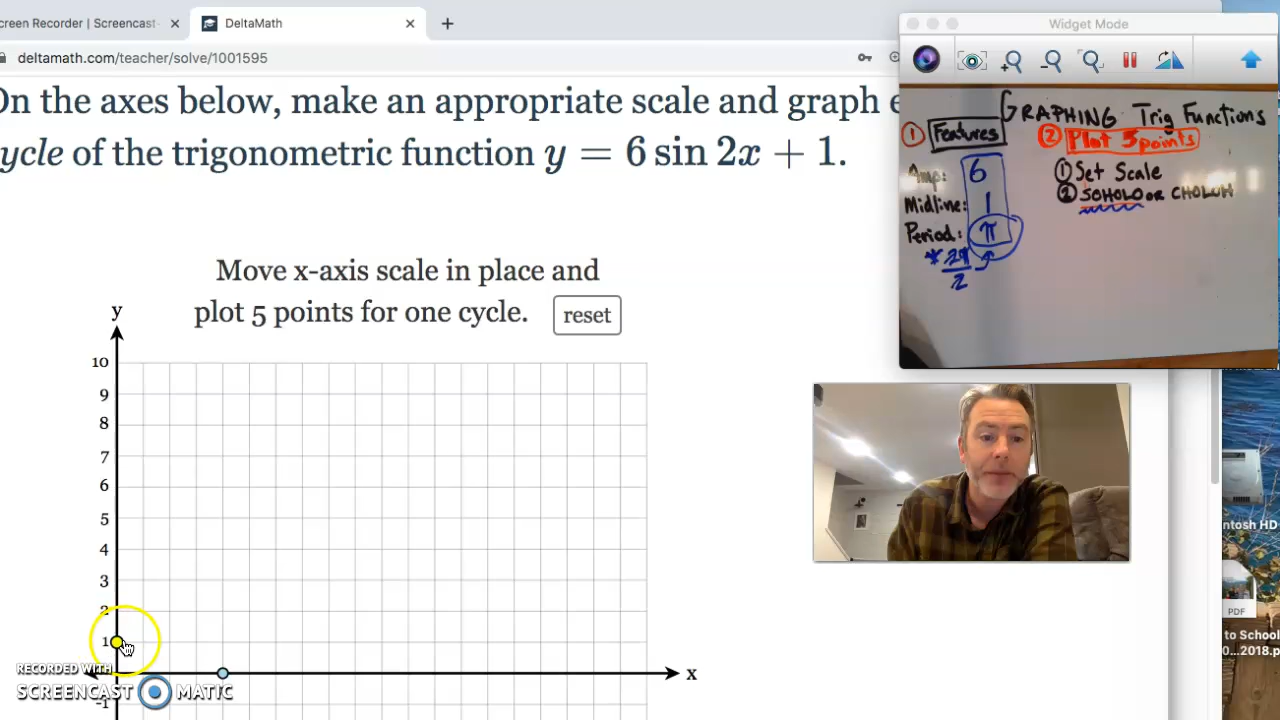 creen Recorder | Screencast-
DeltaMath
deltamath.com/teacher/solve/1001595
On the axes below, make an appropriate scale and graph
ycle of the trigonometric function y = 6 sin 2x + 1.
Move x-axis scale in place and
plot 5 points for one cycle.
reset
y
10
9
8
7
6
5
4
3
2
1
-1
x
RECORDED WITH
SCREENCAST MATIC
Widget Mode
GRAPHING Trig Functions
① Features
Amp: 6
Midline: 1
Period: π
* 2π
2
② Plot 5 points
① Set Scale
② SOHOLO OR CHOLOH
ntosh HD
PDF
to School
0...2018.p